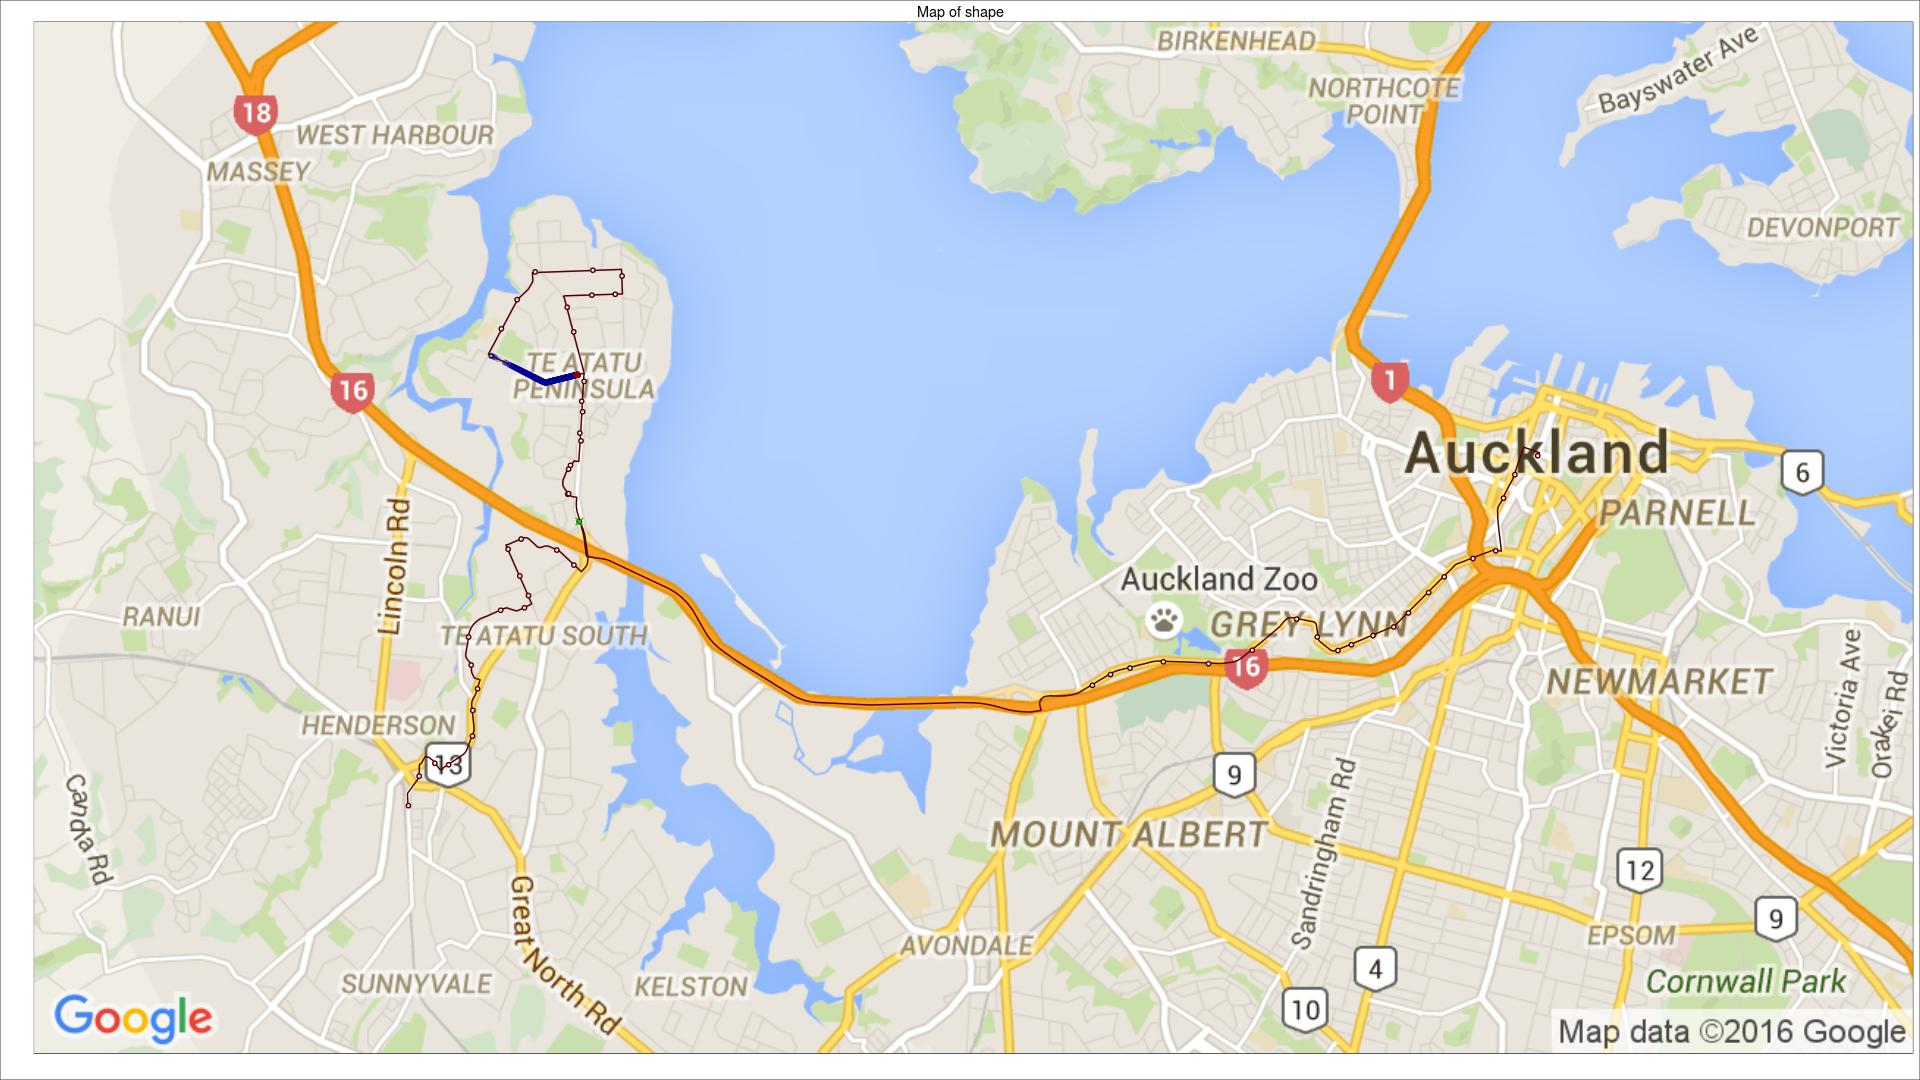 Map of shape
BIRKENHEAD
NORTHCOTE
POINT
Bayswater Ave
18
WEST HARBOUR
MASSEY
DEVONPORT
TE ATATU
PENINSULA
16
1
Auckland
6
PARNELL
Lincoln Rd
Auckland Zoo
RANUI
GREY LYNN
TE ATATU SOUTH
16
NEWMARKET
Victoria Ave
Orakei Rd
HENDERSON
13
9
Candia Rd
Sandringham Rd
MOUNT ALBERT
12
Great North Rd
9
EPSOM
AVONDALE
4
SUNNYVALE
KELSTON
Cornwall Park
10
Google
Map data ©2016 Google